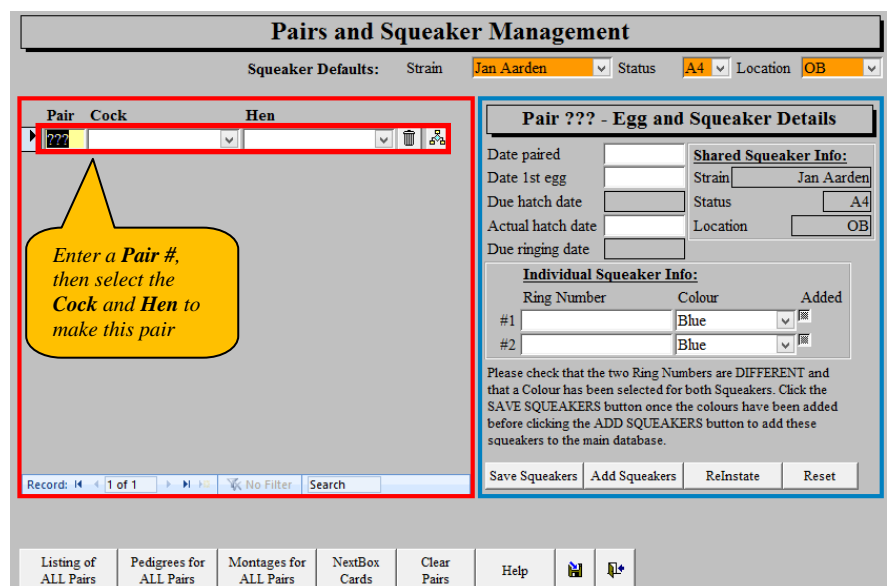 Pairs and Squeaker Management
Squeaker Defaults: Strain Jan Aarden Status A4 Location OB
Pair Cock Hen
???
Enter a Pair #,
then select the
Cock and Hen to
make this pair
Record: 1 of 1 No Filter Search
Pair ??? - Egg and Squeaker Details
Date paired
Date 1st egg
Due hatch date
Actual hatch date
Due ringing date
Shared Squeaker Info:
Strain Jan Aarden
Status A4
Location OB
Individual Squeaker Info:
Ring Number Colour Added
#1 Blue
#2 Blue
Please check that the two Ring Numbers are DIFFERENT and
that a Colour has been selected for both Squeakers. Click the
SAVE SQUEAKERS button once the colours have been added
before clicking the ADD SQUEAKERS button to add these
squeakers to the main database.
Save Squeakers Add Squeakers ReInstate Reset
Listing of
ALL Pairs
Pedigrees for
ALL Pairs
Montages for
ALL Pairs
NextBox
Cards
Clear
Pairs
Help